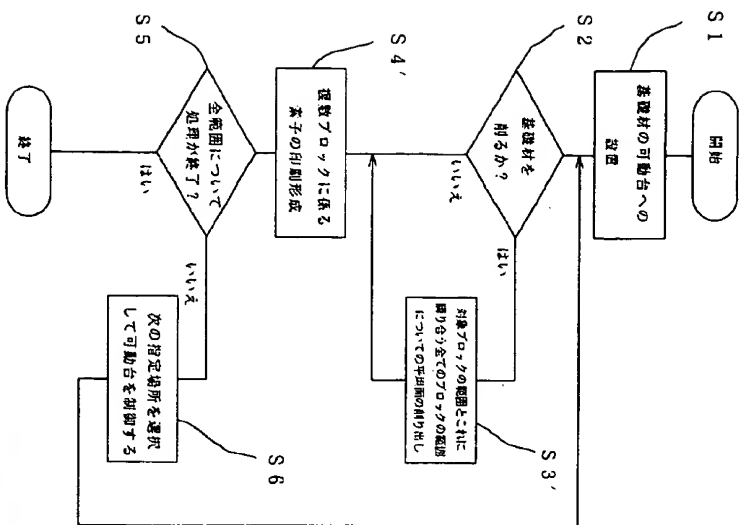 開始
S1
基礎材の可動台への
設置
S2
基礎材を
削るか?
はい
いいえ
S3'
対象ブロックの範囲とこれに
隣り合う全てのブロックの範囲
についての平坦面の削り出し
S4'
複数ブロックに係る
素子の印刷形成
S5
全範囲について
処理が終了?
いいえ
はい
S6
次の指定場所を選択
して可動台を制御する
終了